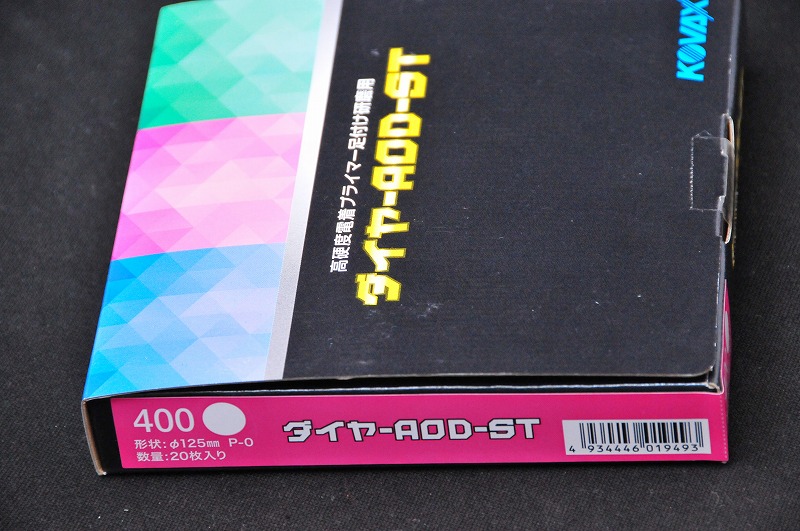 KOVAX
高硬度電着プライマー足付け研磨用
ダイヤ-AOD-ST
400
形状:φ125mm P-0
数量:20枚入り
ダイヤ-AOD-ST
4 934446 019493